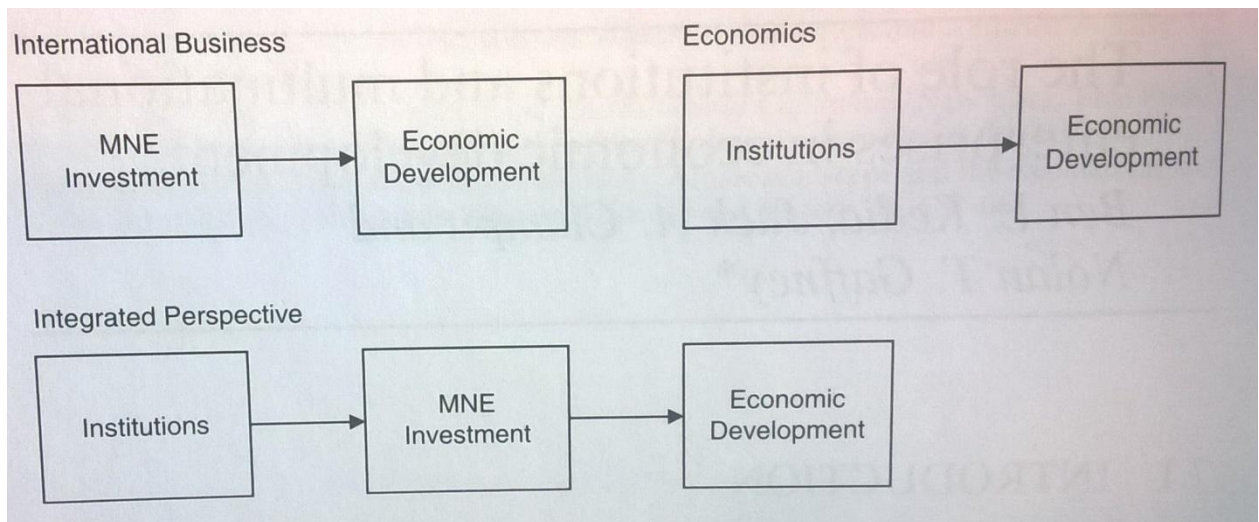 International Business
MNE
Investment
Economic
Development
Economics
Institutions
Economic
Development
Integrated Perspective
Institutions
MNE
Investment
Economic
Development